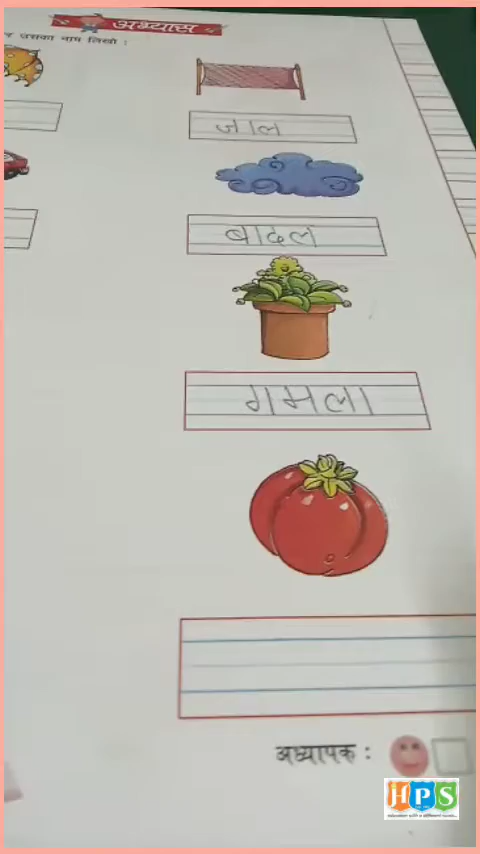 अभ्यास
उसका नाम लिखो :
जाल
बादल
गमला
अध्यापक :
HPS